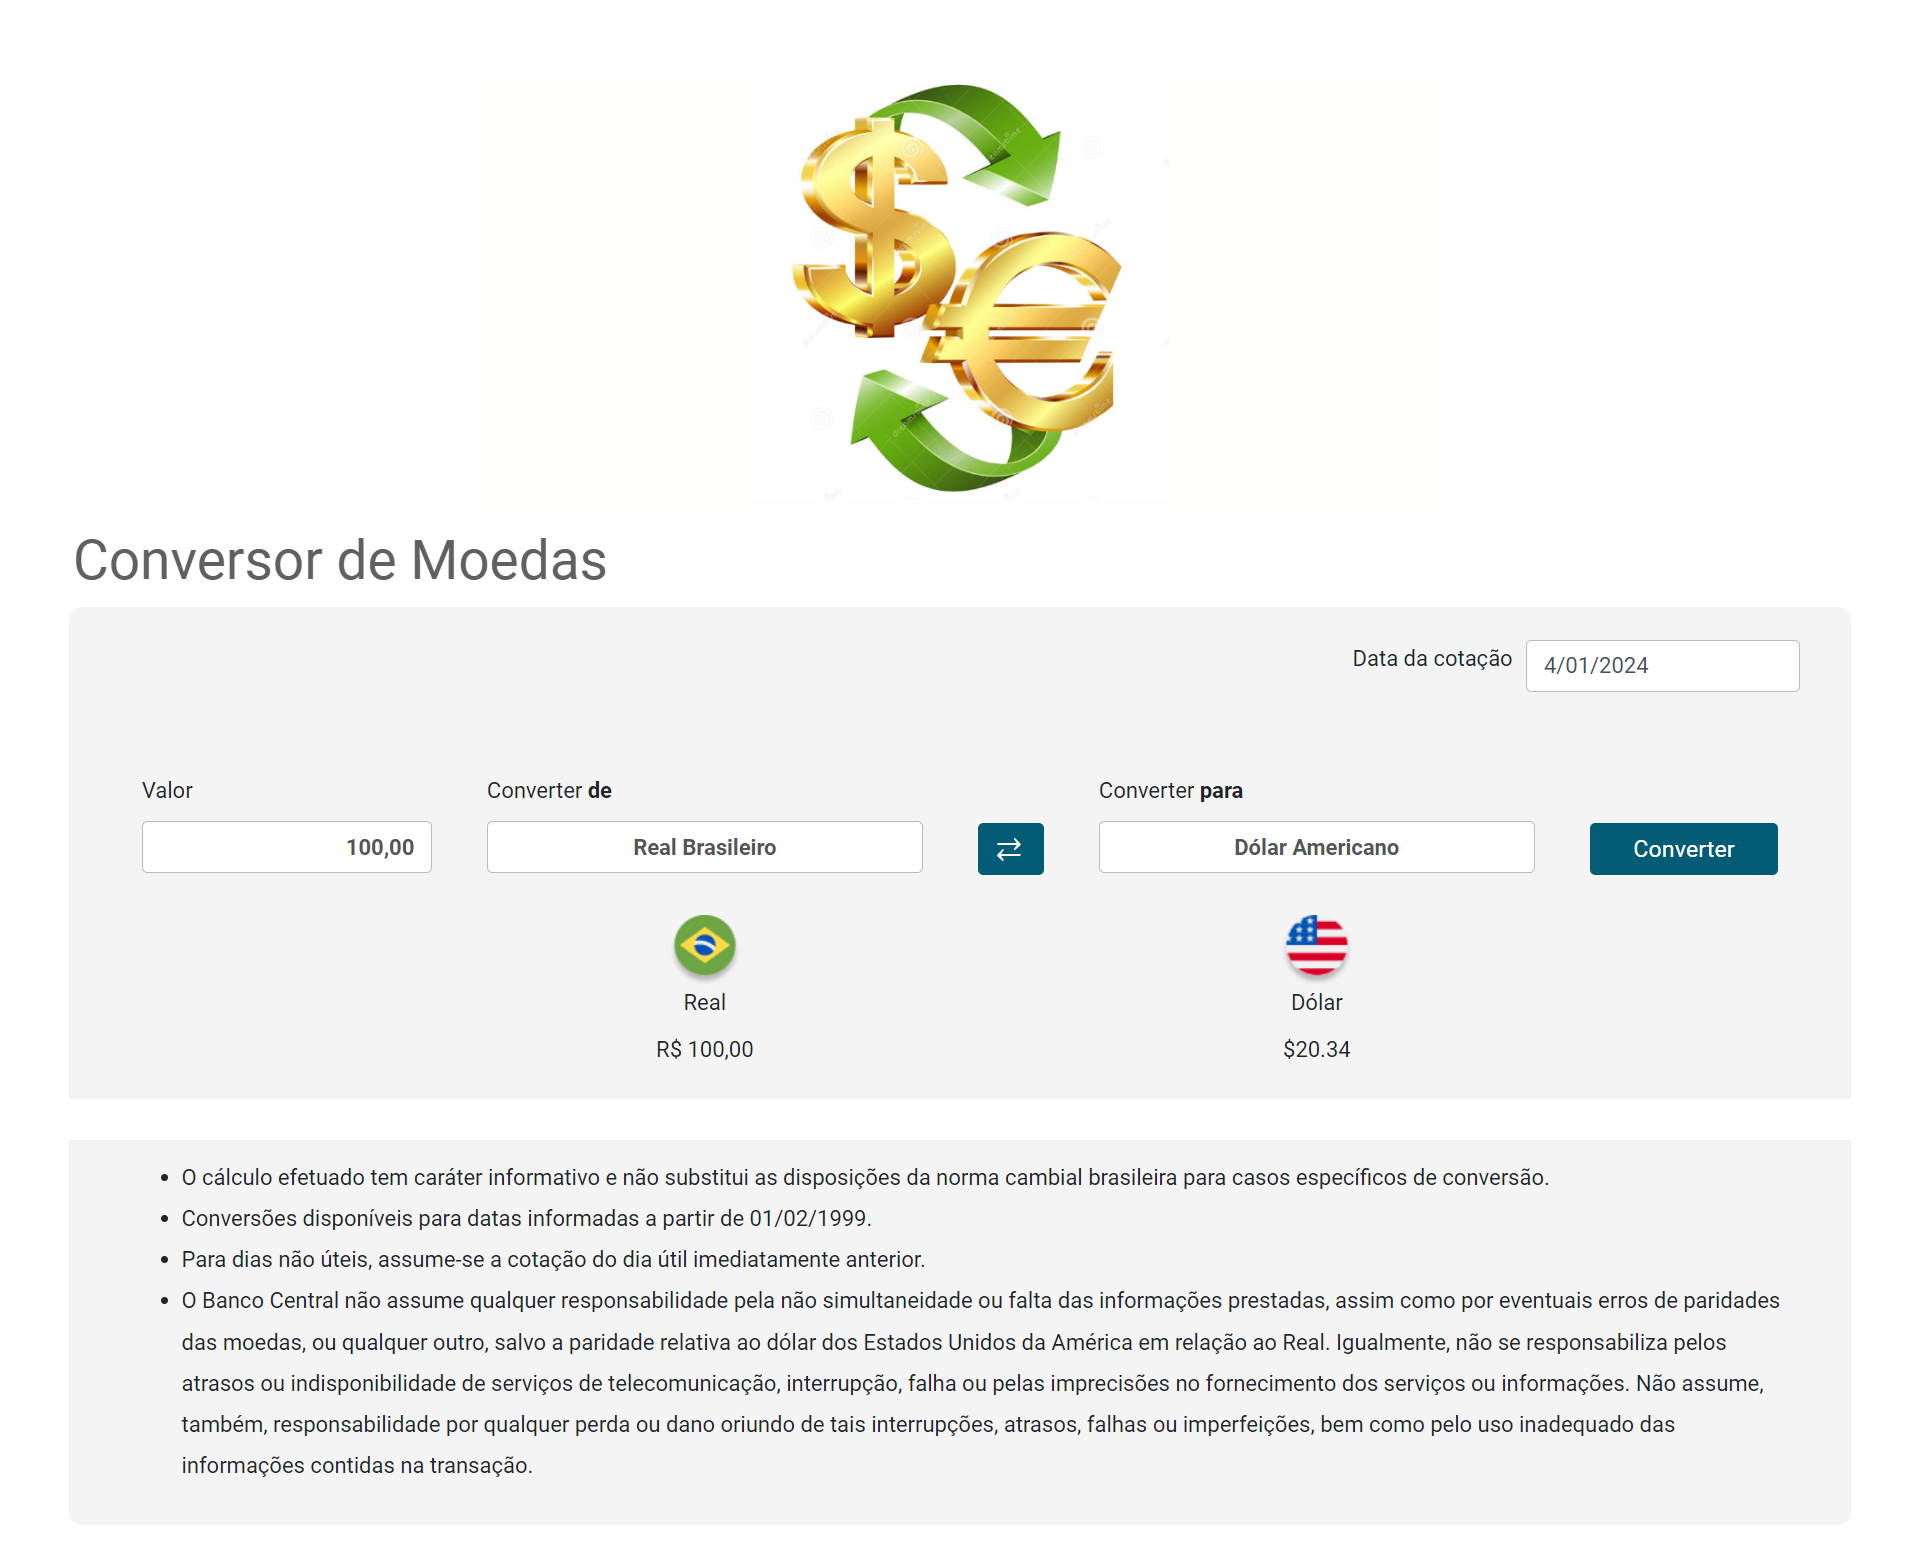 Conversor de Moedas
Data da cotação
4/01/2024
Valor
Converter de
Converter para
100,00
Real Brasileiro
Dólar Americano
Converter
Real
Dólar
R$ 100,00
$20.34
• O cálculo efetuado tem caráter informativo e não substitui as disposições da norma cambial brasileira para casos específicos de conversão.
• Conversões disponíveis para datas informadas a partir de 01/02/1999.
• Para dias não úteis, assume-se a cotação do dia útil imediatamente anterior.
• O Banco Central não assume qualquer responsabilidade pela não simultaneidade ou falta das informações prestadas, assim como por eventuais erros de paridades
das moedas, ou qualquer outro, salvo a paridade relativa ao dólar dos Estados Unidos da América em relação ao Real. Igualmente, não se responsabiliza pelos
atrasos ou indisponibilidade de serviços de telecomunicação, interrupção, falha ou pelas imprecisões no fornecimento dos serviços ou informações. Não assume,
também, responsabilidade por qualquer perda ou dano oriundo de tais interrupções, atrasos, falhas ou imperfeições, bem como pelo uso inadequado das
informações contidas na transação.